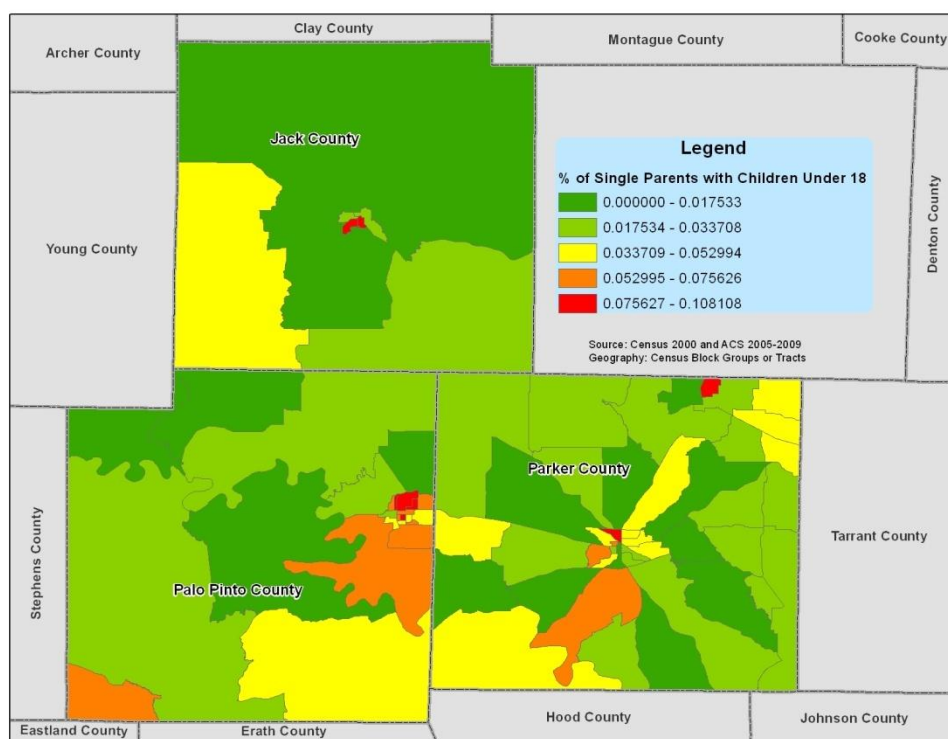 Clay County
Montague County
Cooke County
Archer County
Jack County
Legend
% of Single Parents with Children Under 18
0.000000 - 0.017533
0.017534 - 0.033708
0.033709 - 0.052994
0.052995 - 0.075626
0.075627 - 0.108108
Young County
Denton County
Source: Census 2000 and ACS 2005-2009
Geography: Census Block Groups or Tracts
Parker County
Tarrant County
Stephens County
Palo Pinto County
Hood County
Johnson County
Eastland County
Erath County